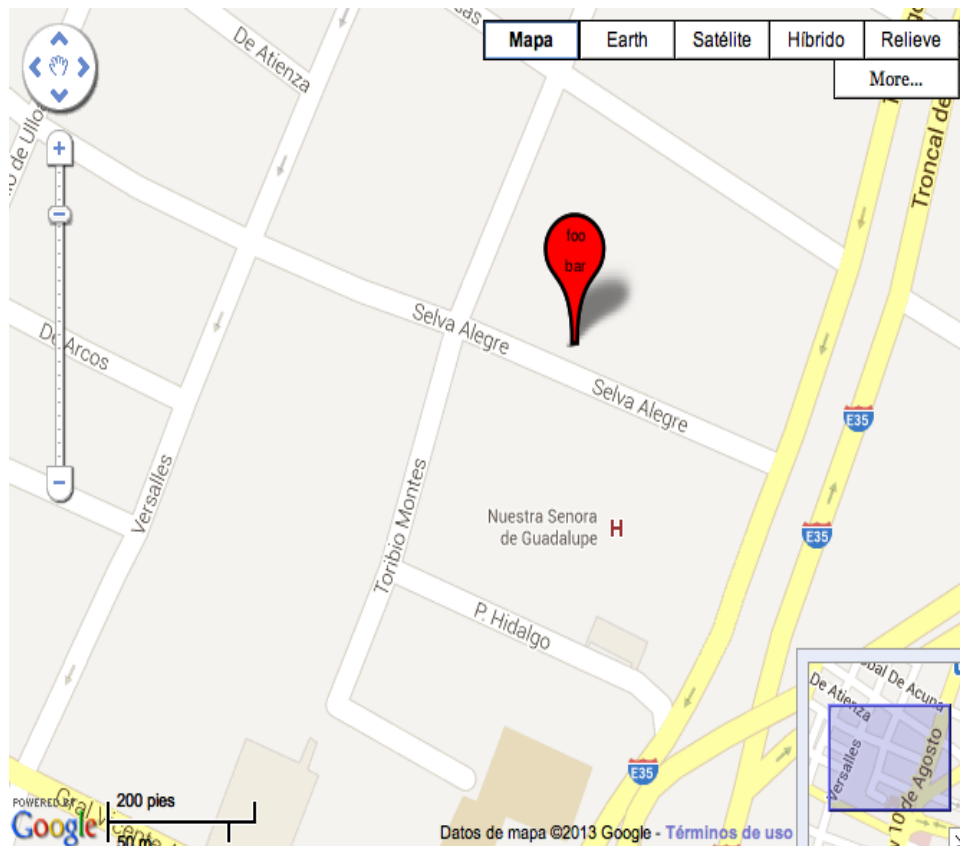 Mapa
Earth
Satélite
Híbrido
Relieve
More...
De Atienza
Troncal de
foo
bar
Selva Alegre
Selva Alegre
De Arcos
E35
Versalles
Toribio Montes
Nuestra Senora
de Guadalupe
H
E35
P. Hidalgo
E35
De Atienza
Versalles
10 de Agosto
POWERED BY
Google
200 pies
50 m
Datos de mapa ©2013 Google - Términos de uso